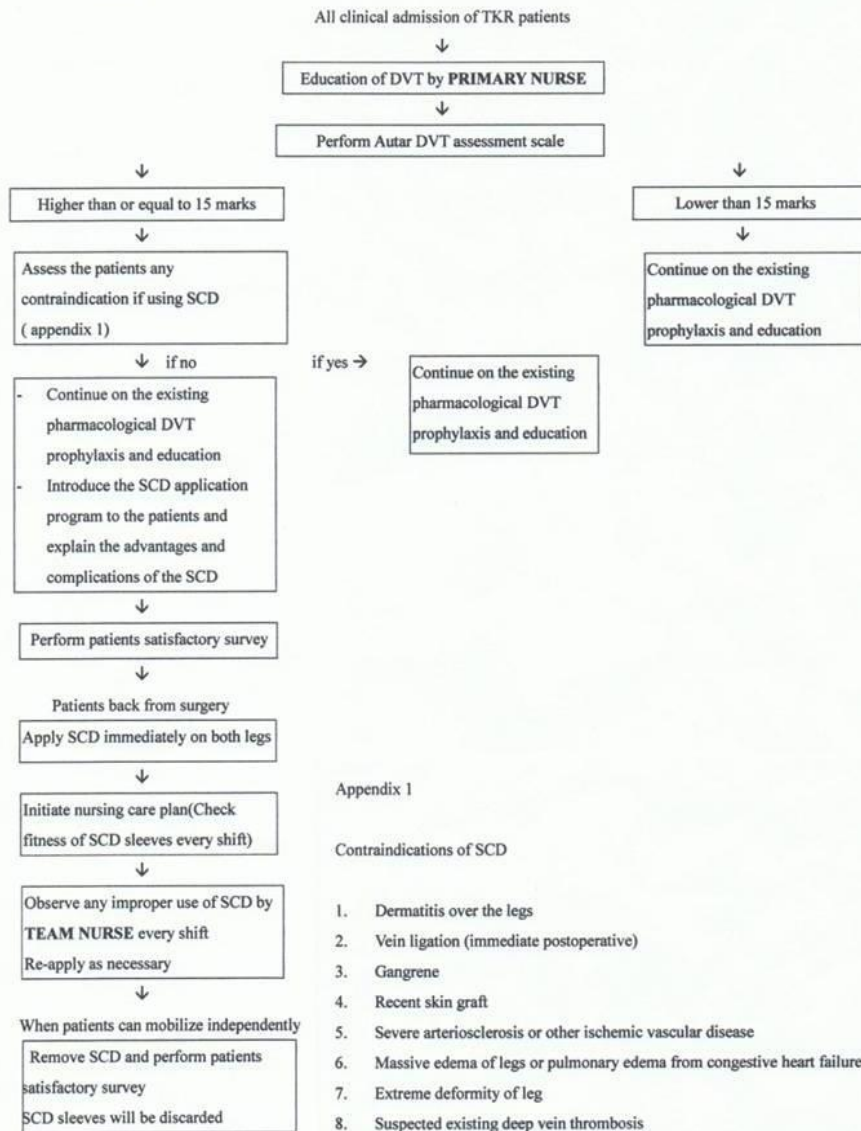 All clinical admission of TKR patients
↓
Education of DVT by PRIMARY NURSE
↓
Perform Autar DVT assessment scale
↓
Higher than or equal to 15 marks
↓
Assess the patients any
contraindication if using SCD
( appendix 1)
↓ if no
if yes →
Continue on the existing
pharmacological DVT
prophylaxis and education
- Continue on the existing
pharmacological DVT
prophylaxis and education
- Introduce the SCD application
program to the patients and
explain the advantages and
complications of the SCD
↓
Perform patients satisfactory survey
↓
Patients back from surgery
Apply SCD immediately on both legs
↓
Initiate nursing care plan(Check
fitness of SCD sleeves every shift)
↓
Observe any improper use of SCD by
TEAM NURSE every shift
Re-apply as necessary
↓
When patients can mobilize independently
Remove SCD and perform patients
satisfactory survey
SCD sleeves will be discarded
↓
Lower than 15 marks
↓
Continue on the existing
pharmacological DVT
prophylaxis and education
Appendix 1
Contraindications of SCD
1. Dermatitis over the legs
2. Vein ligation (immediate postoperative)
3. Gangrene
4. Recent skin graft
5. Severe arteriosclerosis or other ischemic vascular disease
6. Massive edema of legs or pulmonary edema from congestive heart failure
7. Extreme deformity of leg
8. Suspected existing deep vein thrombosis